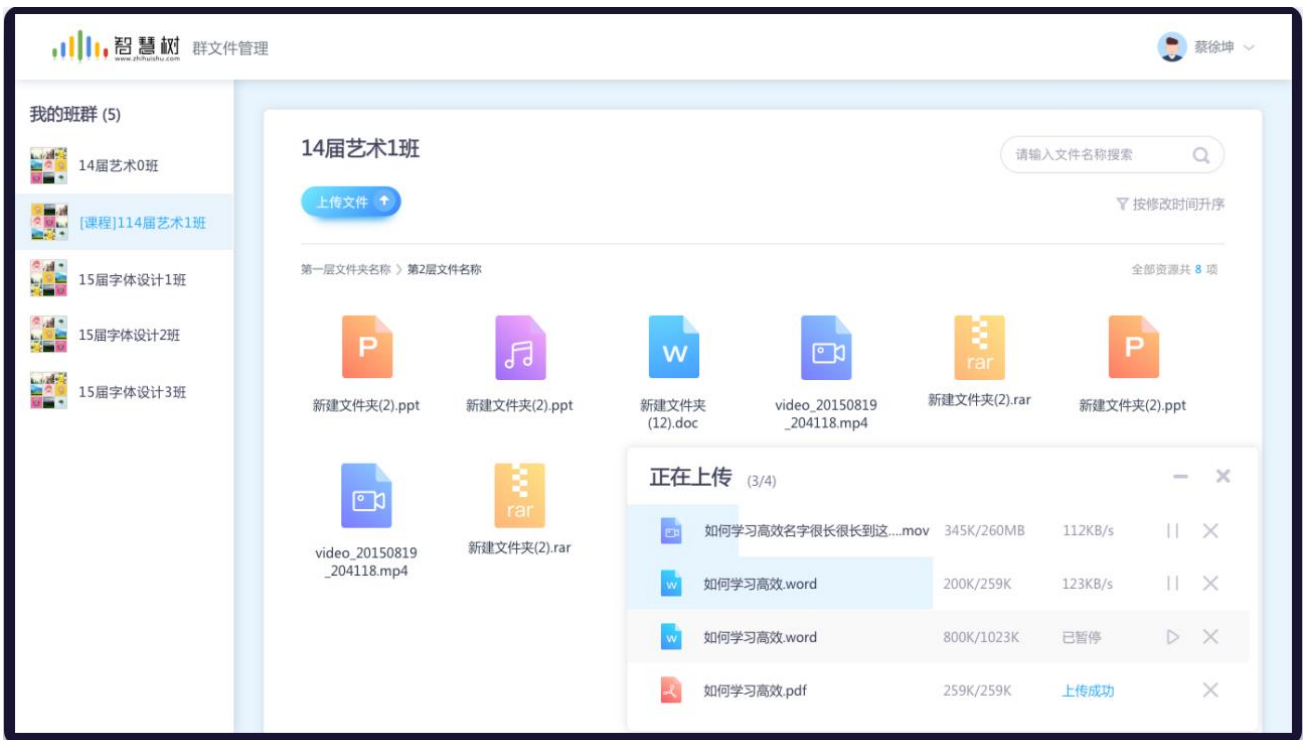 智慧树 群文件管理
www.zhihuishu.com
蔡徐坤
我的班群 (5)
14届艺术0班
[课程]114届艺术1班
15届字体设计1班
15届字体设计2班
15届字体设计3班
14届艺术1班
请输入文件名称搜索
上传文件
按修改时间升序
第一层文件夹名称 > 第2层文件名称
全部资源共 8 项
P
W
rar
P
新建文件夹(2).ppt
新建文件夹(2).ppt
新建文件夹
(12).doc
video_20150819
_204118.mp4
新建文件夹(2).rar
新建文件夹(2).ppt
rar
video_20150819
_204118.mp4
新建文件夹(2).rar
正在上传 (3/4)
如何学习高效名字很长很长到这....mov 345K/260MB 112KB/s
W 如何学习高效.word 200K/259K 123KB/s
W 如何学习高效.word 800K/1023K 已暂停
如何学习高效.pdf 259K/259K 上传成功